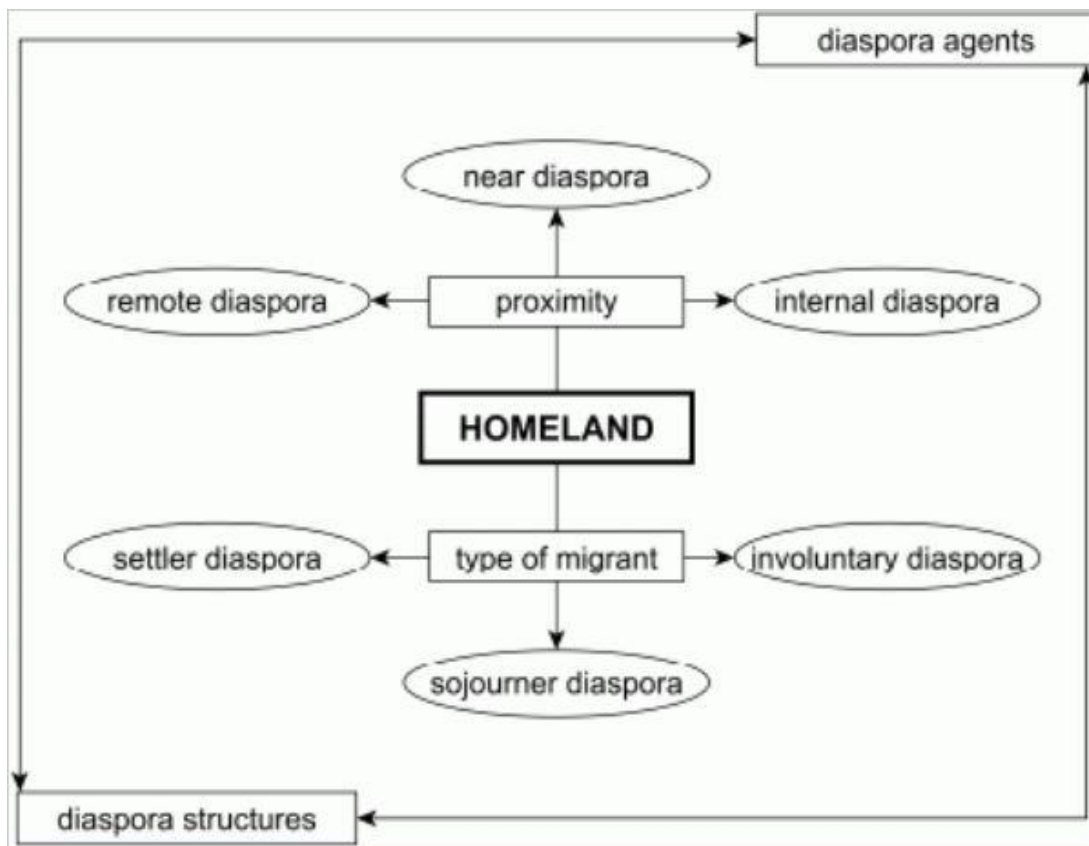 diaspora agents
near diaspora
remote diaspora
proximity
internal diaspora
HOMELAND
settler diaspora
type of migrant
involuntary diaspora
sojourner diaspora
diaspora structures